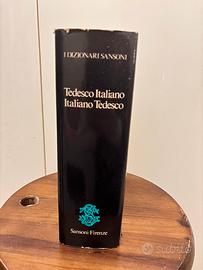 I DIZIONARI SANSONI
Tedesco Italiano
Italiano Tedesco
Sansoni Firenze
subito